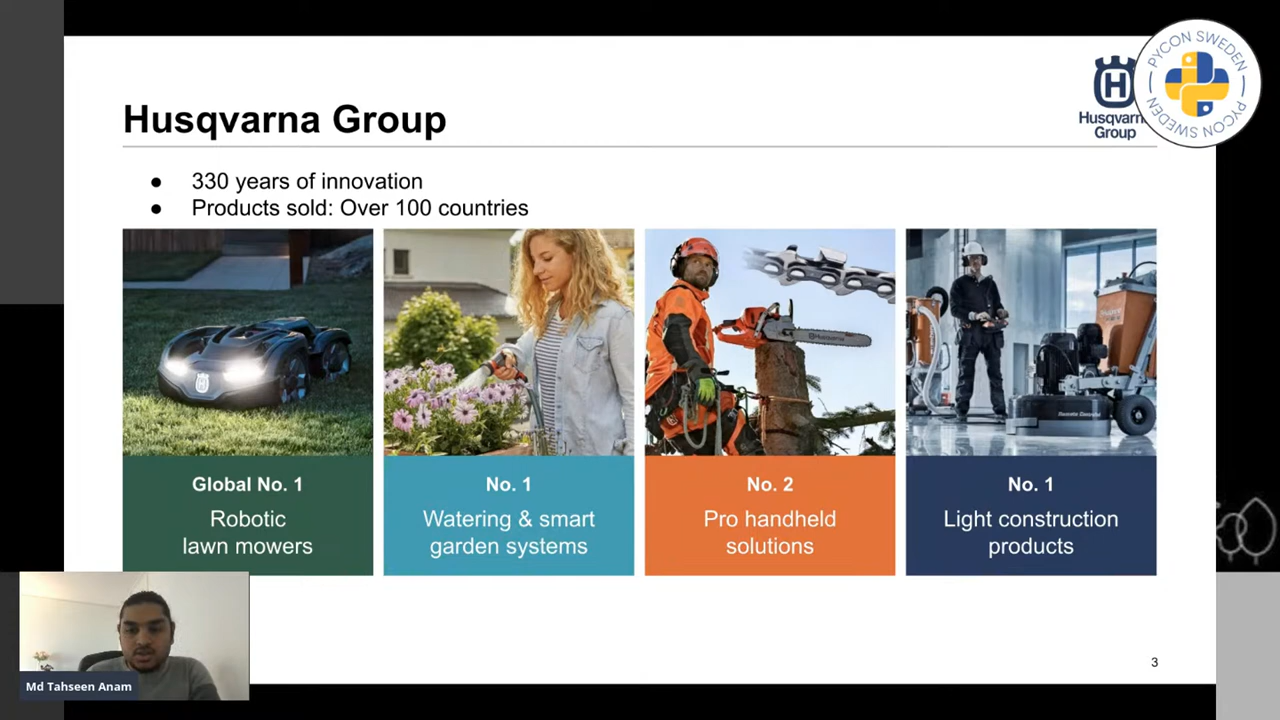 Husqvarna Group
Husqvarn
Group
PYCON SWEDEN
PYCON SWEDEN
● 330 years of innovation
● Products sold: Over 100 countries
Husqvarna
Global No. 1
Robotic
lawn mowers
No. 1
Watering & smart
garden systems
No. 2
Pro handheld
solutions
No. 1
Light construction
products
Md Tahseen Anam
3